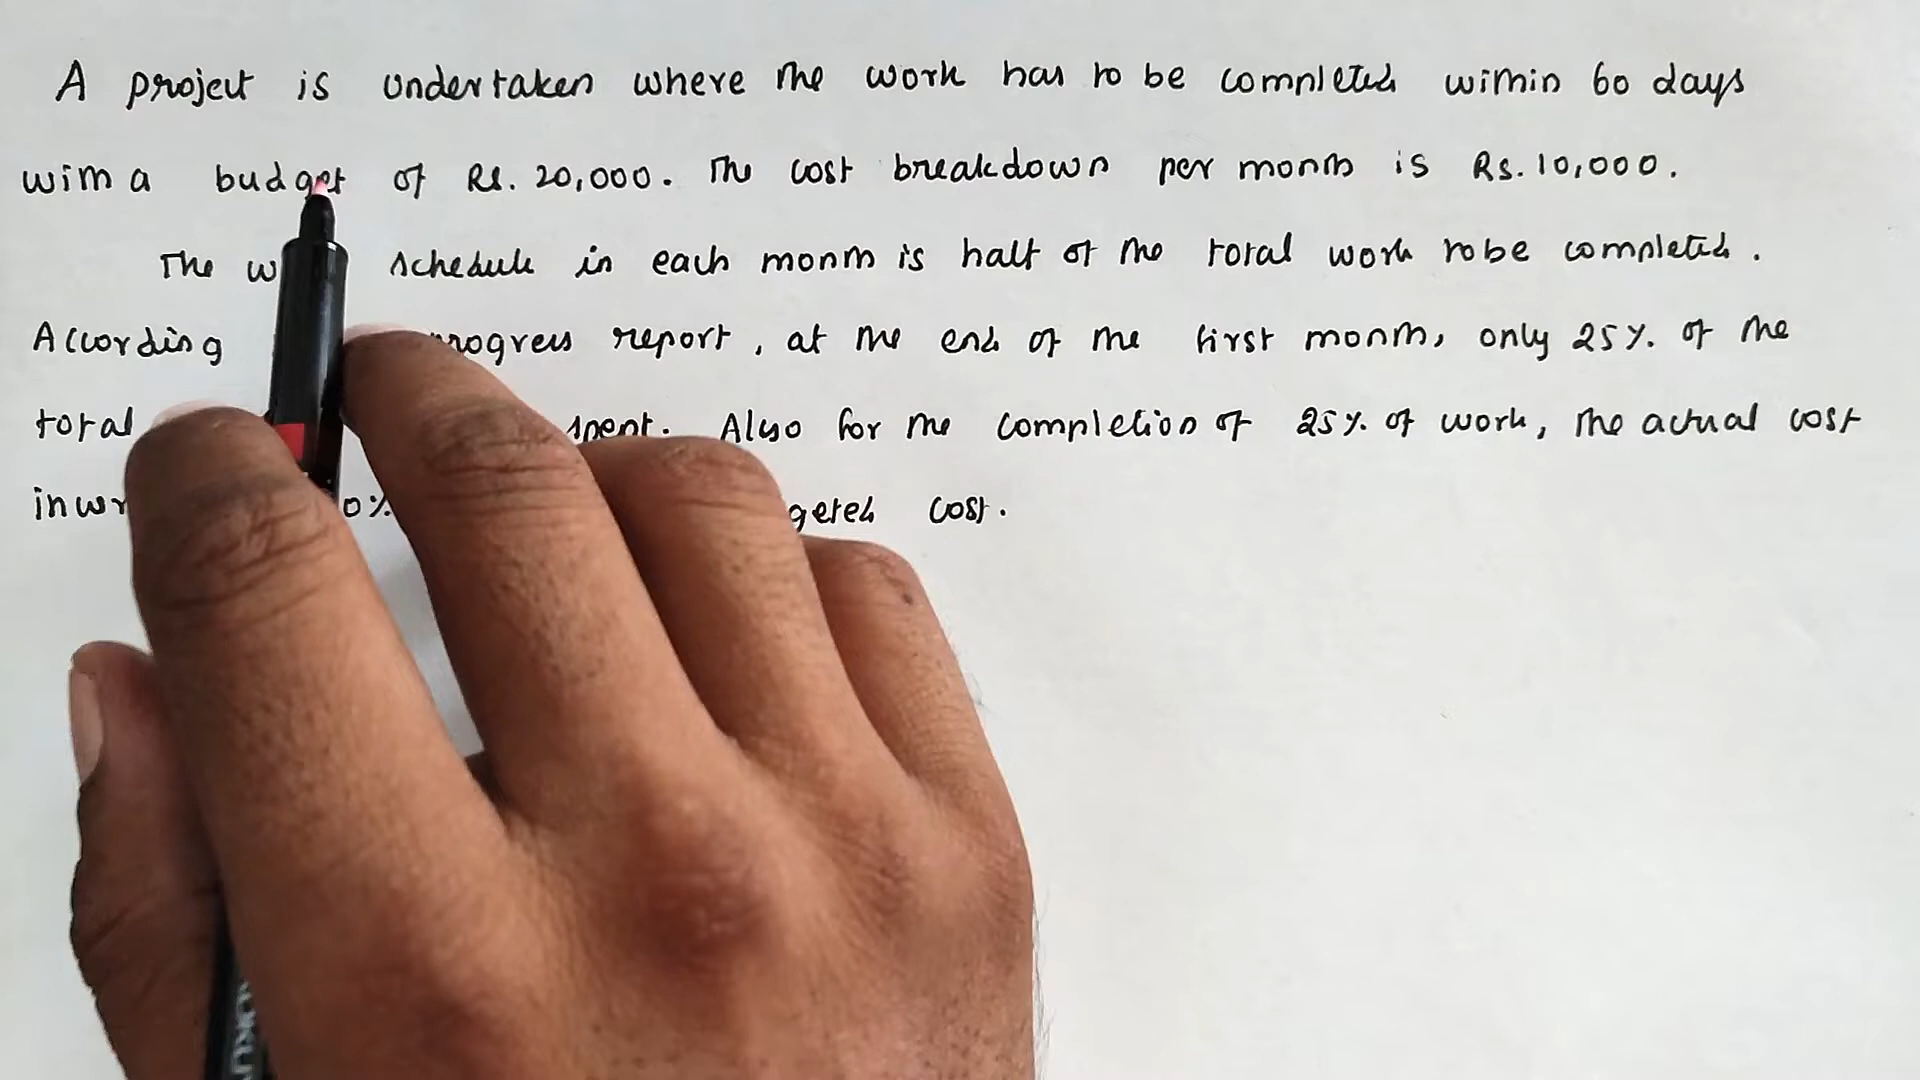 A project is undertaken where the work has to be completed within 60 days
with a budget of Rs. 20,000. The cost breakdown per month is Rs. 10,000.
The schedule in each month is half of the total work to be completed.
According progress report, at the end of the first month, only 25%. of the
total spent. Also for the completion of 25%. of work, the actual cost
cost.